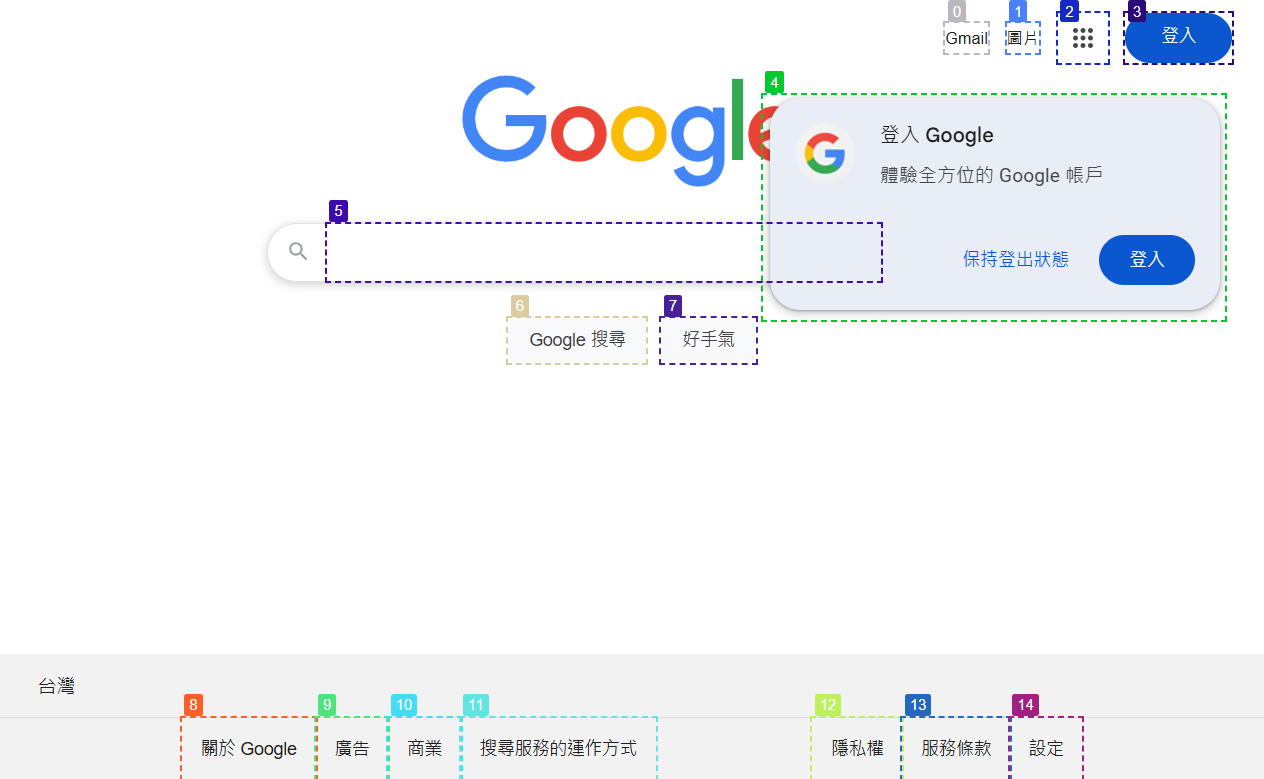 0 1 2 3
Gmail 圖片 登入
4
Google
登入 Google
體驗全方位的 Google 帳戶
5
保持登出狀態 登入
6 7
Google 搜尋 好手氣
台灣
8 9 10 11 12 13 14
關於 Google 廣告 商業 搜尋服務的運作方式 隱私權 服務條款 設定